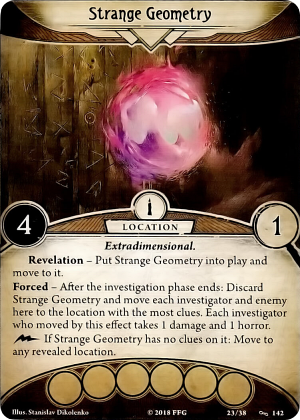 Strange Geometry
4
LOCATION
1
Extradimensional.
Revelation – Put Strange Geometry into play and
move to it.
Forced – After the investigation phase ends: Discard
Strange Geometry and move each investigator and enemy
here to the location with the most clues. Each investigator
who moved by this effect takes 1 damage and 1 horror.
If Strange Geometry has no clues on it: Move to
any revealed location.
Illus. Stanislav Dikolenko
© 2018 FFG
23/38
142